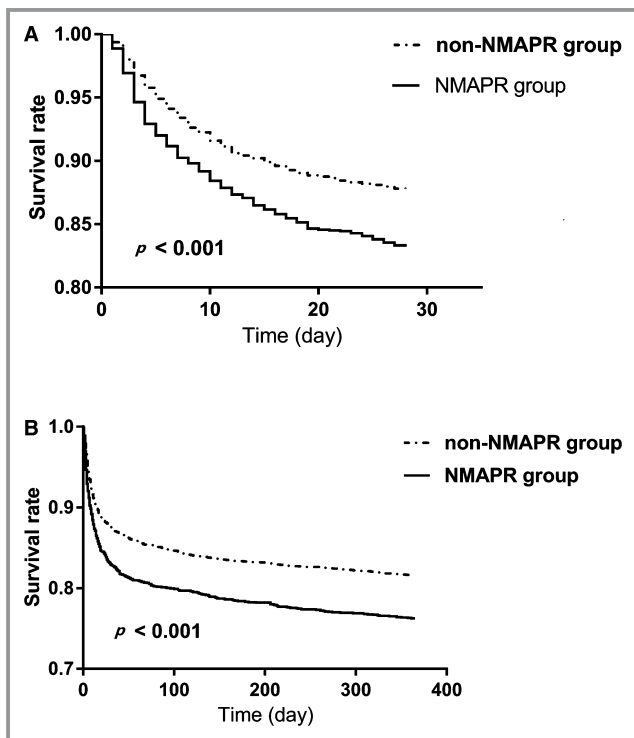 A
1.00
0.95
0.90
0.85
0.80
Survival rate
non-NMAPR group
NMAPR group
p < 0.001
0
10
20
30
Time (day)
B
1.0
0.9
0.8
0.7
Survival rate
non-NMAPR group
NMAPR group
p < 0.001
0
100
200
300
400
Time (day)